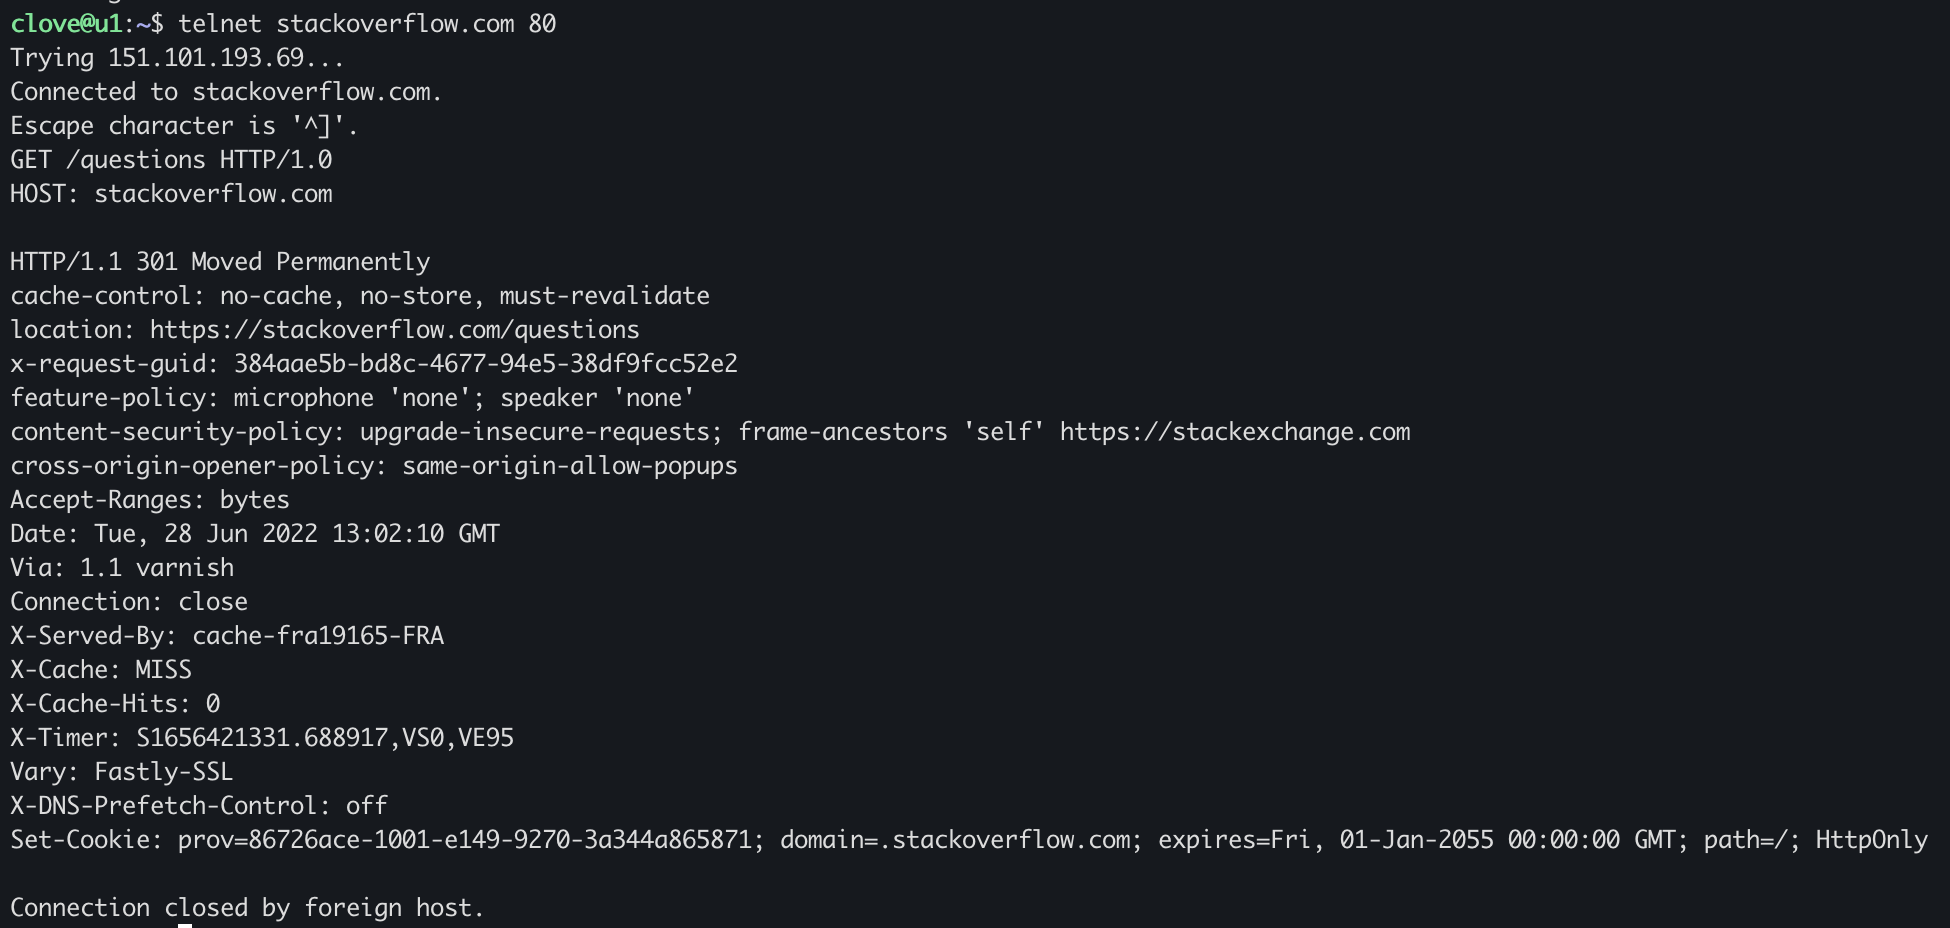 clove@u1:~$ telnet stackoverflow.com 80
Trying 151.101.193.69...
Connected to stackoverflow.com.
Escape character is '^]'.
GET /questions HTTP/1.0
HOST: stackoverflow.com

HTTP/1.1 301 Moved Permanently
cache-control: no-cache, no-store, must-revalidate
location: https://stackoverflow.com/questions
x-request-guid: 384aae5b-bd8c-4677-94e5-38df9fcc52e2
feature-policy: microphone 'none'; speaker 'none'
content-security-policy: upgrade-insecure-requests; frame-ancestors 'self' https://stackexchange.com
cross-origin-opener-policy: same-origin-allow-popups
Accept-Ranges: bytes
Date: Tue, 28 Jun 2022 13:02:10 GMT
Via: 1.1 varnish
Connection: close
X-Served-By: cache-fra19165-FRA
X-Cache: MISS
X-Cache-Hits: 0
X-Timer: S1656421331.688917,VS0,VE95
Vary: Fastly-SSL
X-DNS-Prefetch-Control: off
Set-Cookie: prov=86726ace-1001-e149-9270-3a344a865871; domain=.stackoverflow.com; expires=Fri, 01-Jan-2055 00:00:00 GMT; path=/; HttpOnly

Connection closed by foreign host.